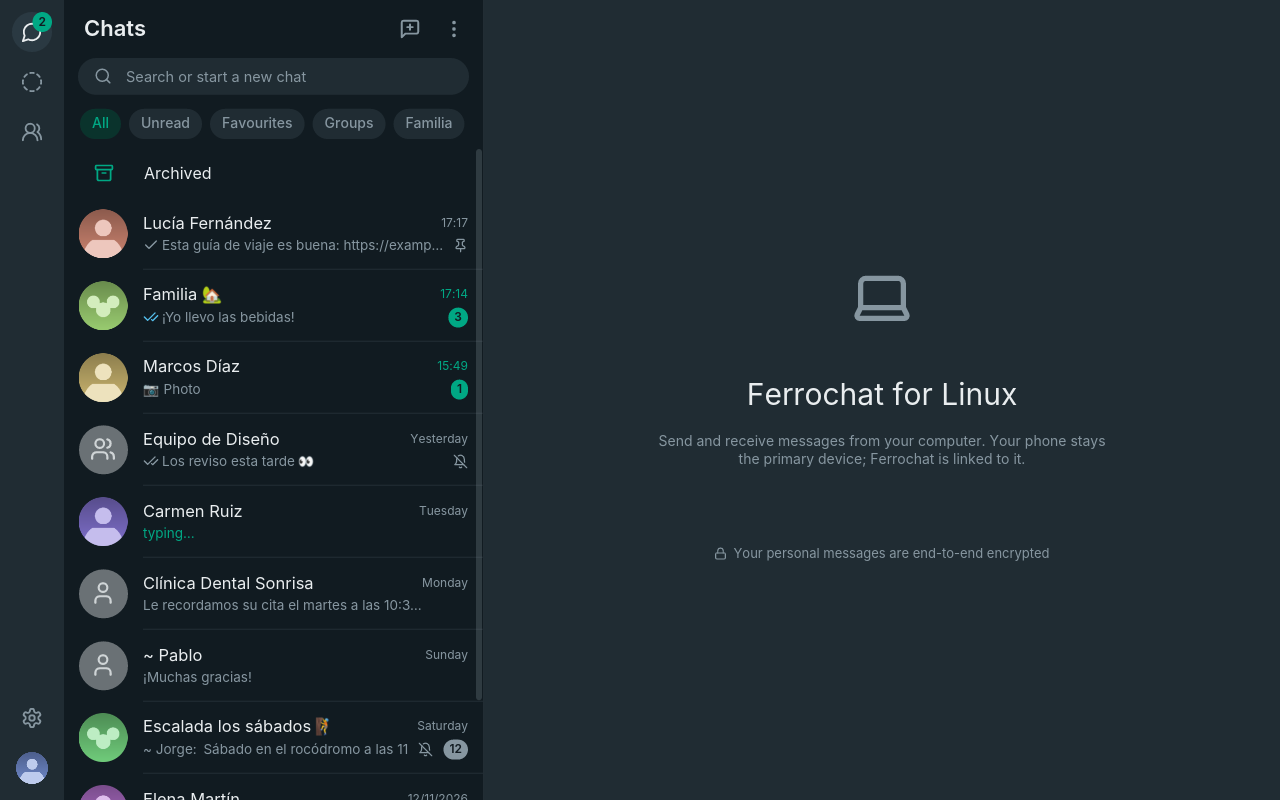 2
Chats
Search or start a new chat
All
Unread
Favourites
Groups
Familia
Archived
Lucía Fernández
17:17
Esta guía de viaje es buena: https://examp...
Familia 🏡
17:14
¡Yo llevo las bebidas!
3
Marcos Díaz
15:49
📷 Photo
1
Equipo de Diseño
Yesterday
Los reviso esta tarde 👀
Carmen Ruiz
Tuesday
typing...
Clínica Dental Sonrisa
Monday
Le recordamos su cita el martes a las 10:3...
~ Pablo
Sunday
¡Muchas gracias!
Escalada los sábados 🧗
Saturday
~ Jorge: Sábado en el rocódromo a las 11
12
Elena Martín
12/11/2026
Ferrochat for Linux
Send and receive messages from your computer. Your phone stays
the primary device; Ferrochat is linked to it.
Your personal messages are end-to-end encrypted